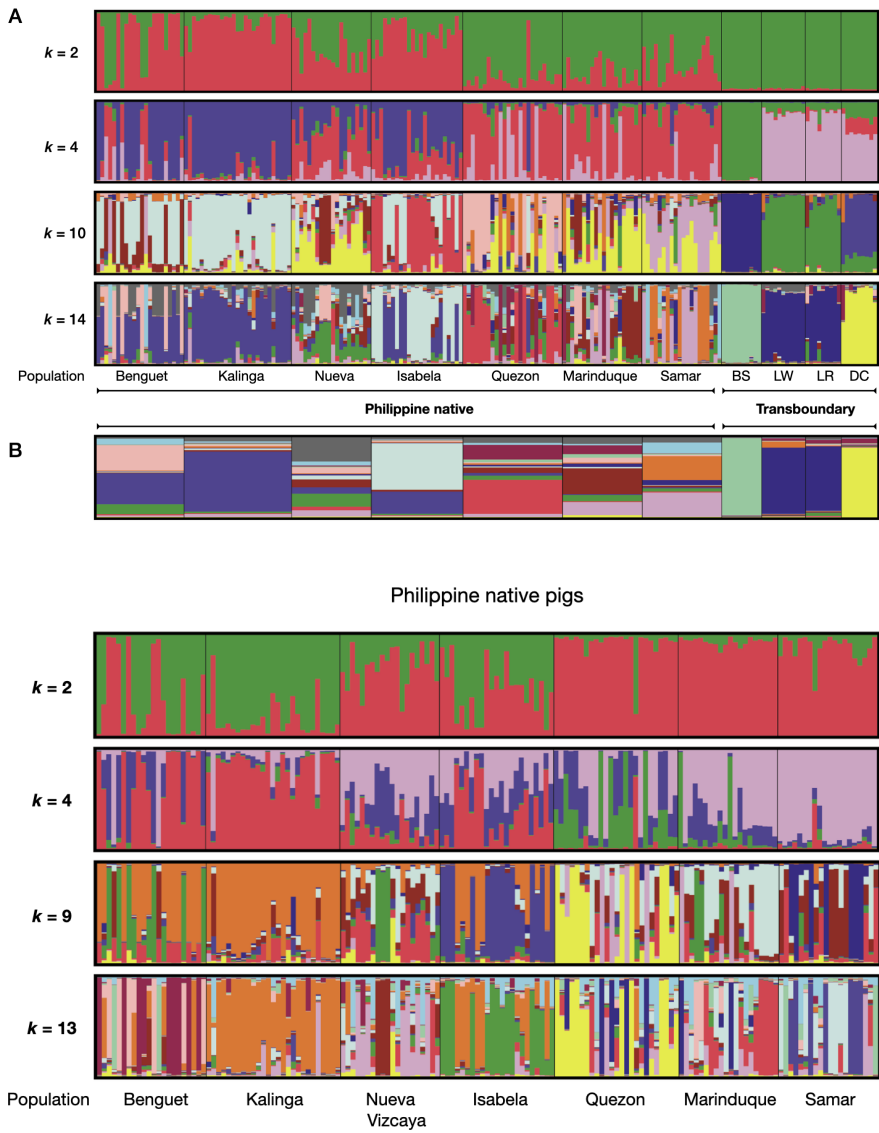 A
k = 2
k = 4
k = 10
k = 14
Population Benguet Kalinga Nueva Isabela Quezon Marinduque Samar BS LW LR DC
Philippine native Transboundary
B
Philippine native pigs
k = 2
k = 4
k = 9
k = 13
Population Benguet Kalinga Nueva Isabela Quezon Marinduque Samar
Vizcaya